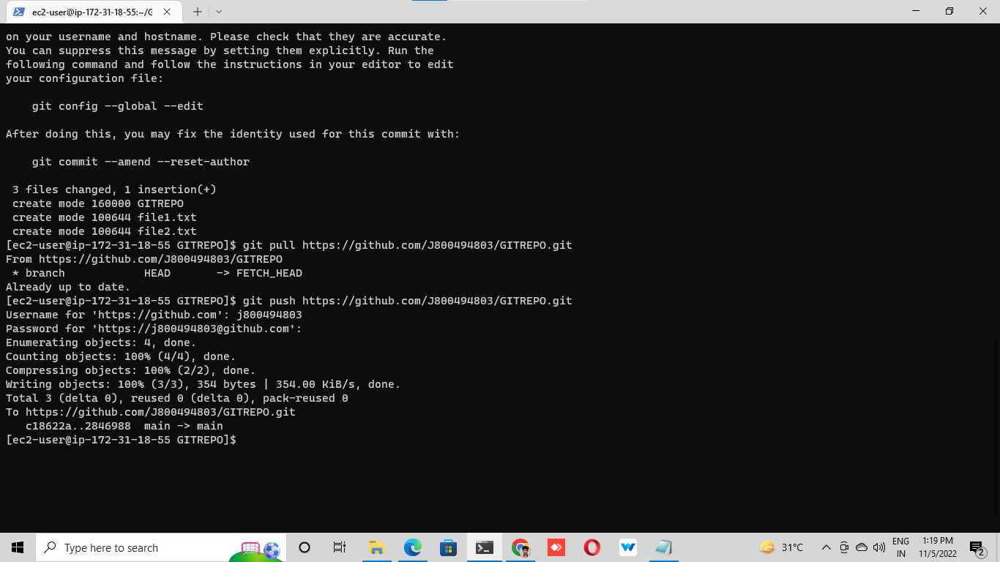 ec2-user@ip-172-31-18-55:~/G
on your username and hostname. Please check that they are accurate.
You can suppress this message by setting them explicitly. Run the
following command and follow the instructions in your editor to edit
your configuration file:
git config --global --edit
After doing this, you may fix the identity used for this commit with:
git commit --amend --reset-author
3 files changed, 1 insertion(+)
create mode 160000 GITREPO
create mode 100644 file1.txt
create mode 100644 file2.txt
[ec2-user@ip-172-31-18-55 GITREPO]$ git pull https://github.com/J800494803/GITREPO.git
From https://github.com/J800494803/GITREPO
* branch            HEAD       -> FETCH_HEAD
Already up to date.
[ec2-user@ip-172-31-18-55 GITREPO]$ git push https://github.com/J800494803/GITREPO.git
Username for 'https://github.com': j800494803
Password for 'https://j800494803@github.com':
Enumerating objects: 4, done.
Counting objects: 100% (4/4), done.
Compressing objects: 100% (2/2), done.
Writing objects: 100% (3/3), 354 bytes | 354.00 KiB/s, done.
Total 3 (delta 0), reused 0 (delta 0), pack-reused 0
To https://github.com/J800494803/GITREPO.git
c18622a..2846988  main -> main
[ec2-user@ip-172-31-18-55 GITREPO]$
Type here to search
31°C
ENG
IN
1:19 PM
11/5/2022
2